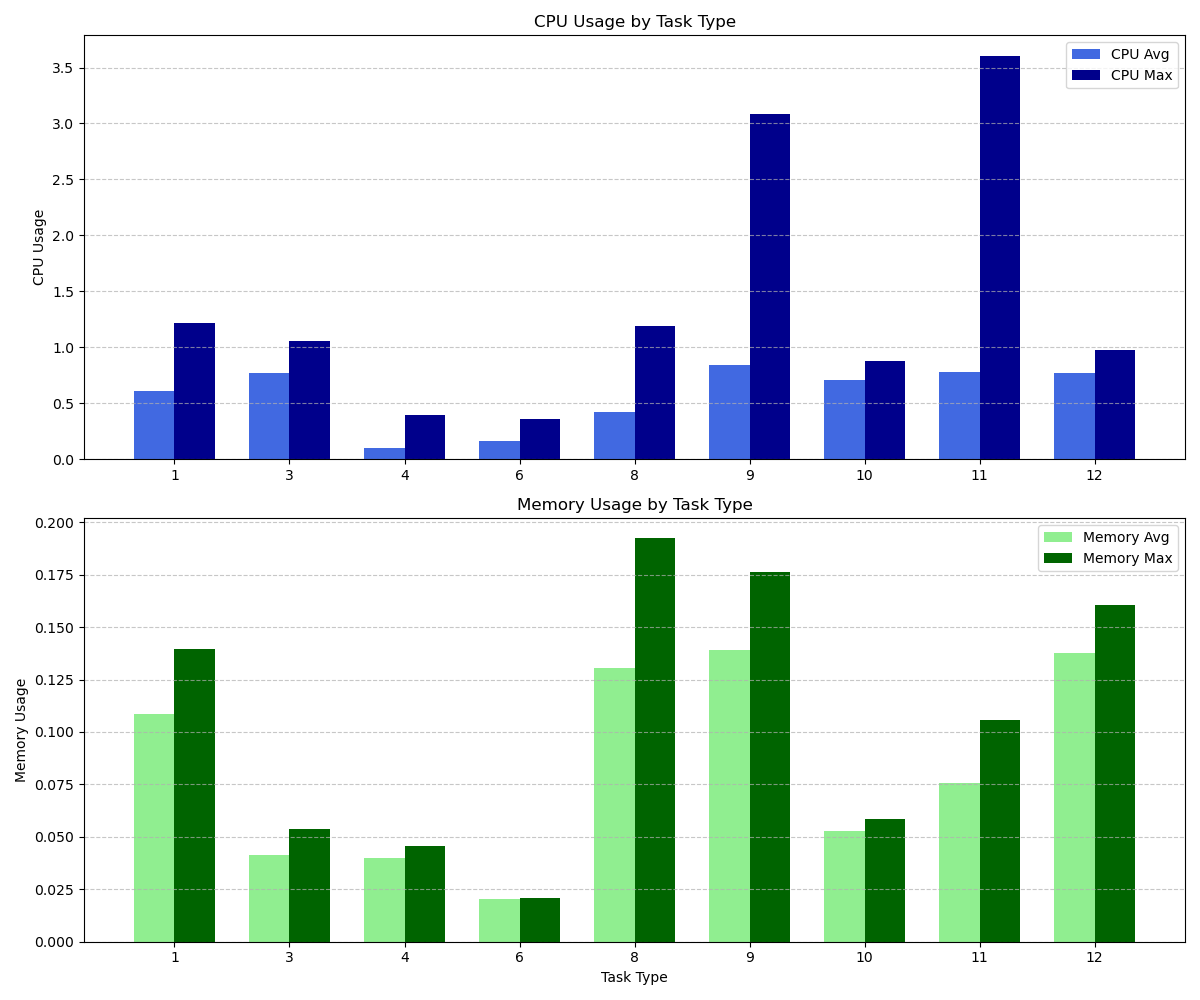 CPU Usage by Task Type
CPU Avg
CPU Max
CPU Usage
3.5
3.0
2.5
2.0
1.5
1.0
0.5
0.0
1 3 4 6 8 9 10 11 12
Memory Usage by Task Type
Memory Avg
Memory Max
Memory Usage
0.200
0.175
0.150
0.125
0.100
0.075
0.050
0.025
0.000
1 3 4 6 8 9 10 11 12
Task Type